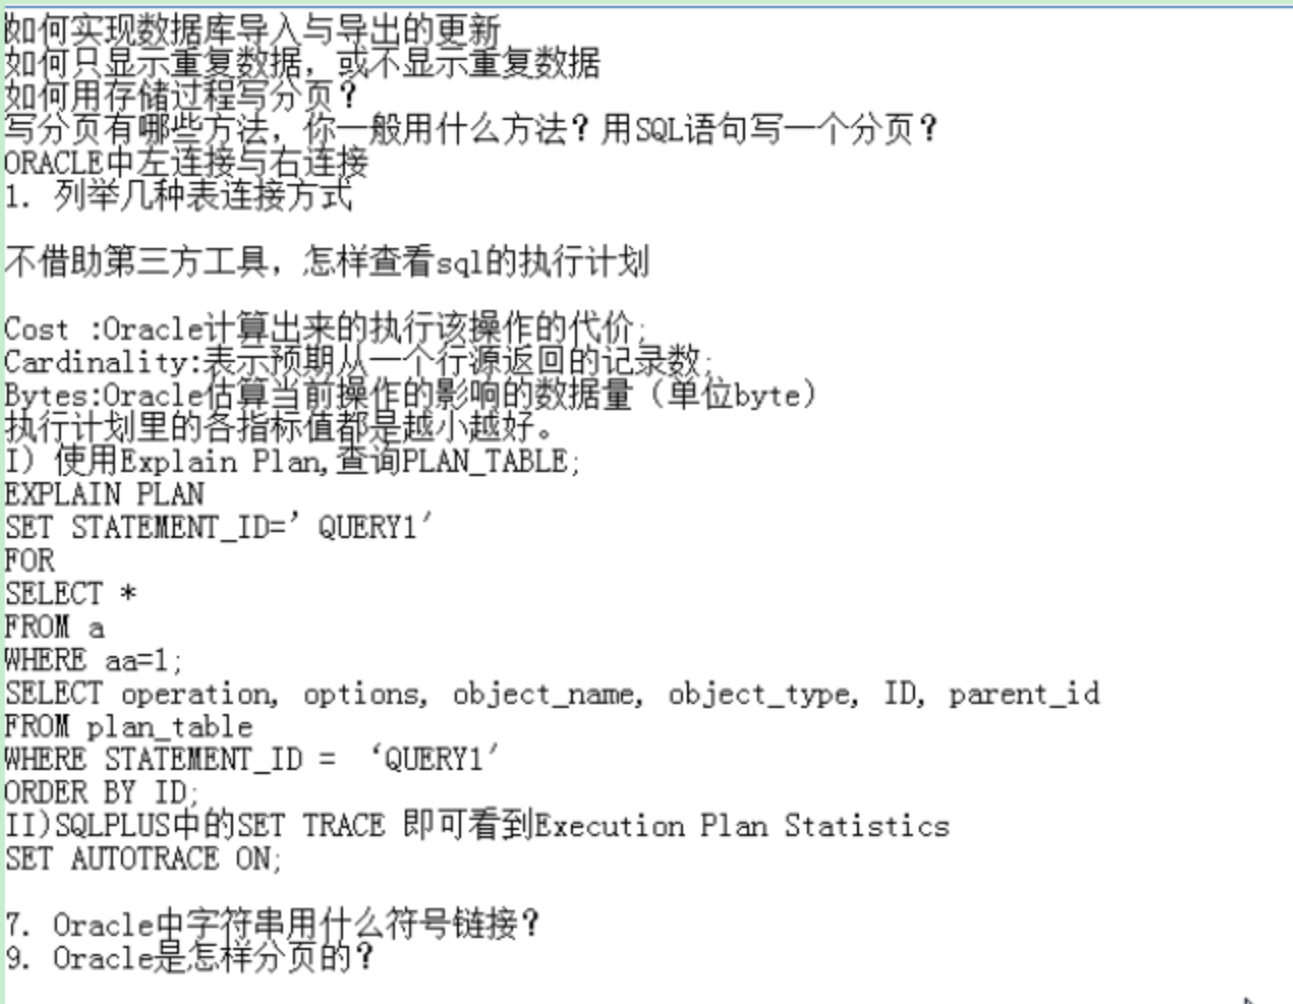 如何实现数据库导入与导出的更新
如何只显示重复数据，或不显示重复数据
如何用存储过程写分页？
写分页有哪些方法，你一般用什么方法？用SQL语句写一个分页？
ORACLE中左连接与右连接
1. 列举几种表连接方式
不借助第三方工具，怎样查看sql的执行计划
Cost :Oracle计算出来的执行该操作的代价;
Cardinality:表示预期从一个行源返回的记录数;
Bytes:Oracle估算当前操作的影响的数据量（单位byte）
执行计划里的各指标值都是越小越好。
I) 使用Explain Plan,查询PLAN_TABLE;
EXPLAIN PLAN
SET STATEMENT_ID=’ QUERY1′
FOR
SELECT *
FROM a
WHERE aa=1;
SELECT operation, options, object_name, object_type, ID, parent_id
FROM plan_table
WHERE STATEMENT_ID = ‘QUERY1′
ORDER BY ID;
II)SQLPLUS中的SET TRACE 即可看到Execution Plan Statistics
SET AUTOTRACE ON;
7. Oracle中字符串用什么符号链接？
9. Oracle是怎样分页的？